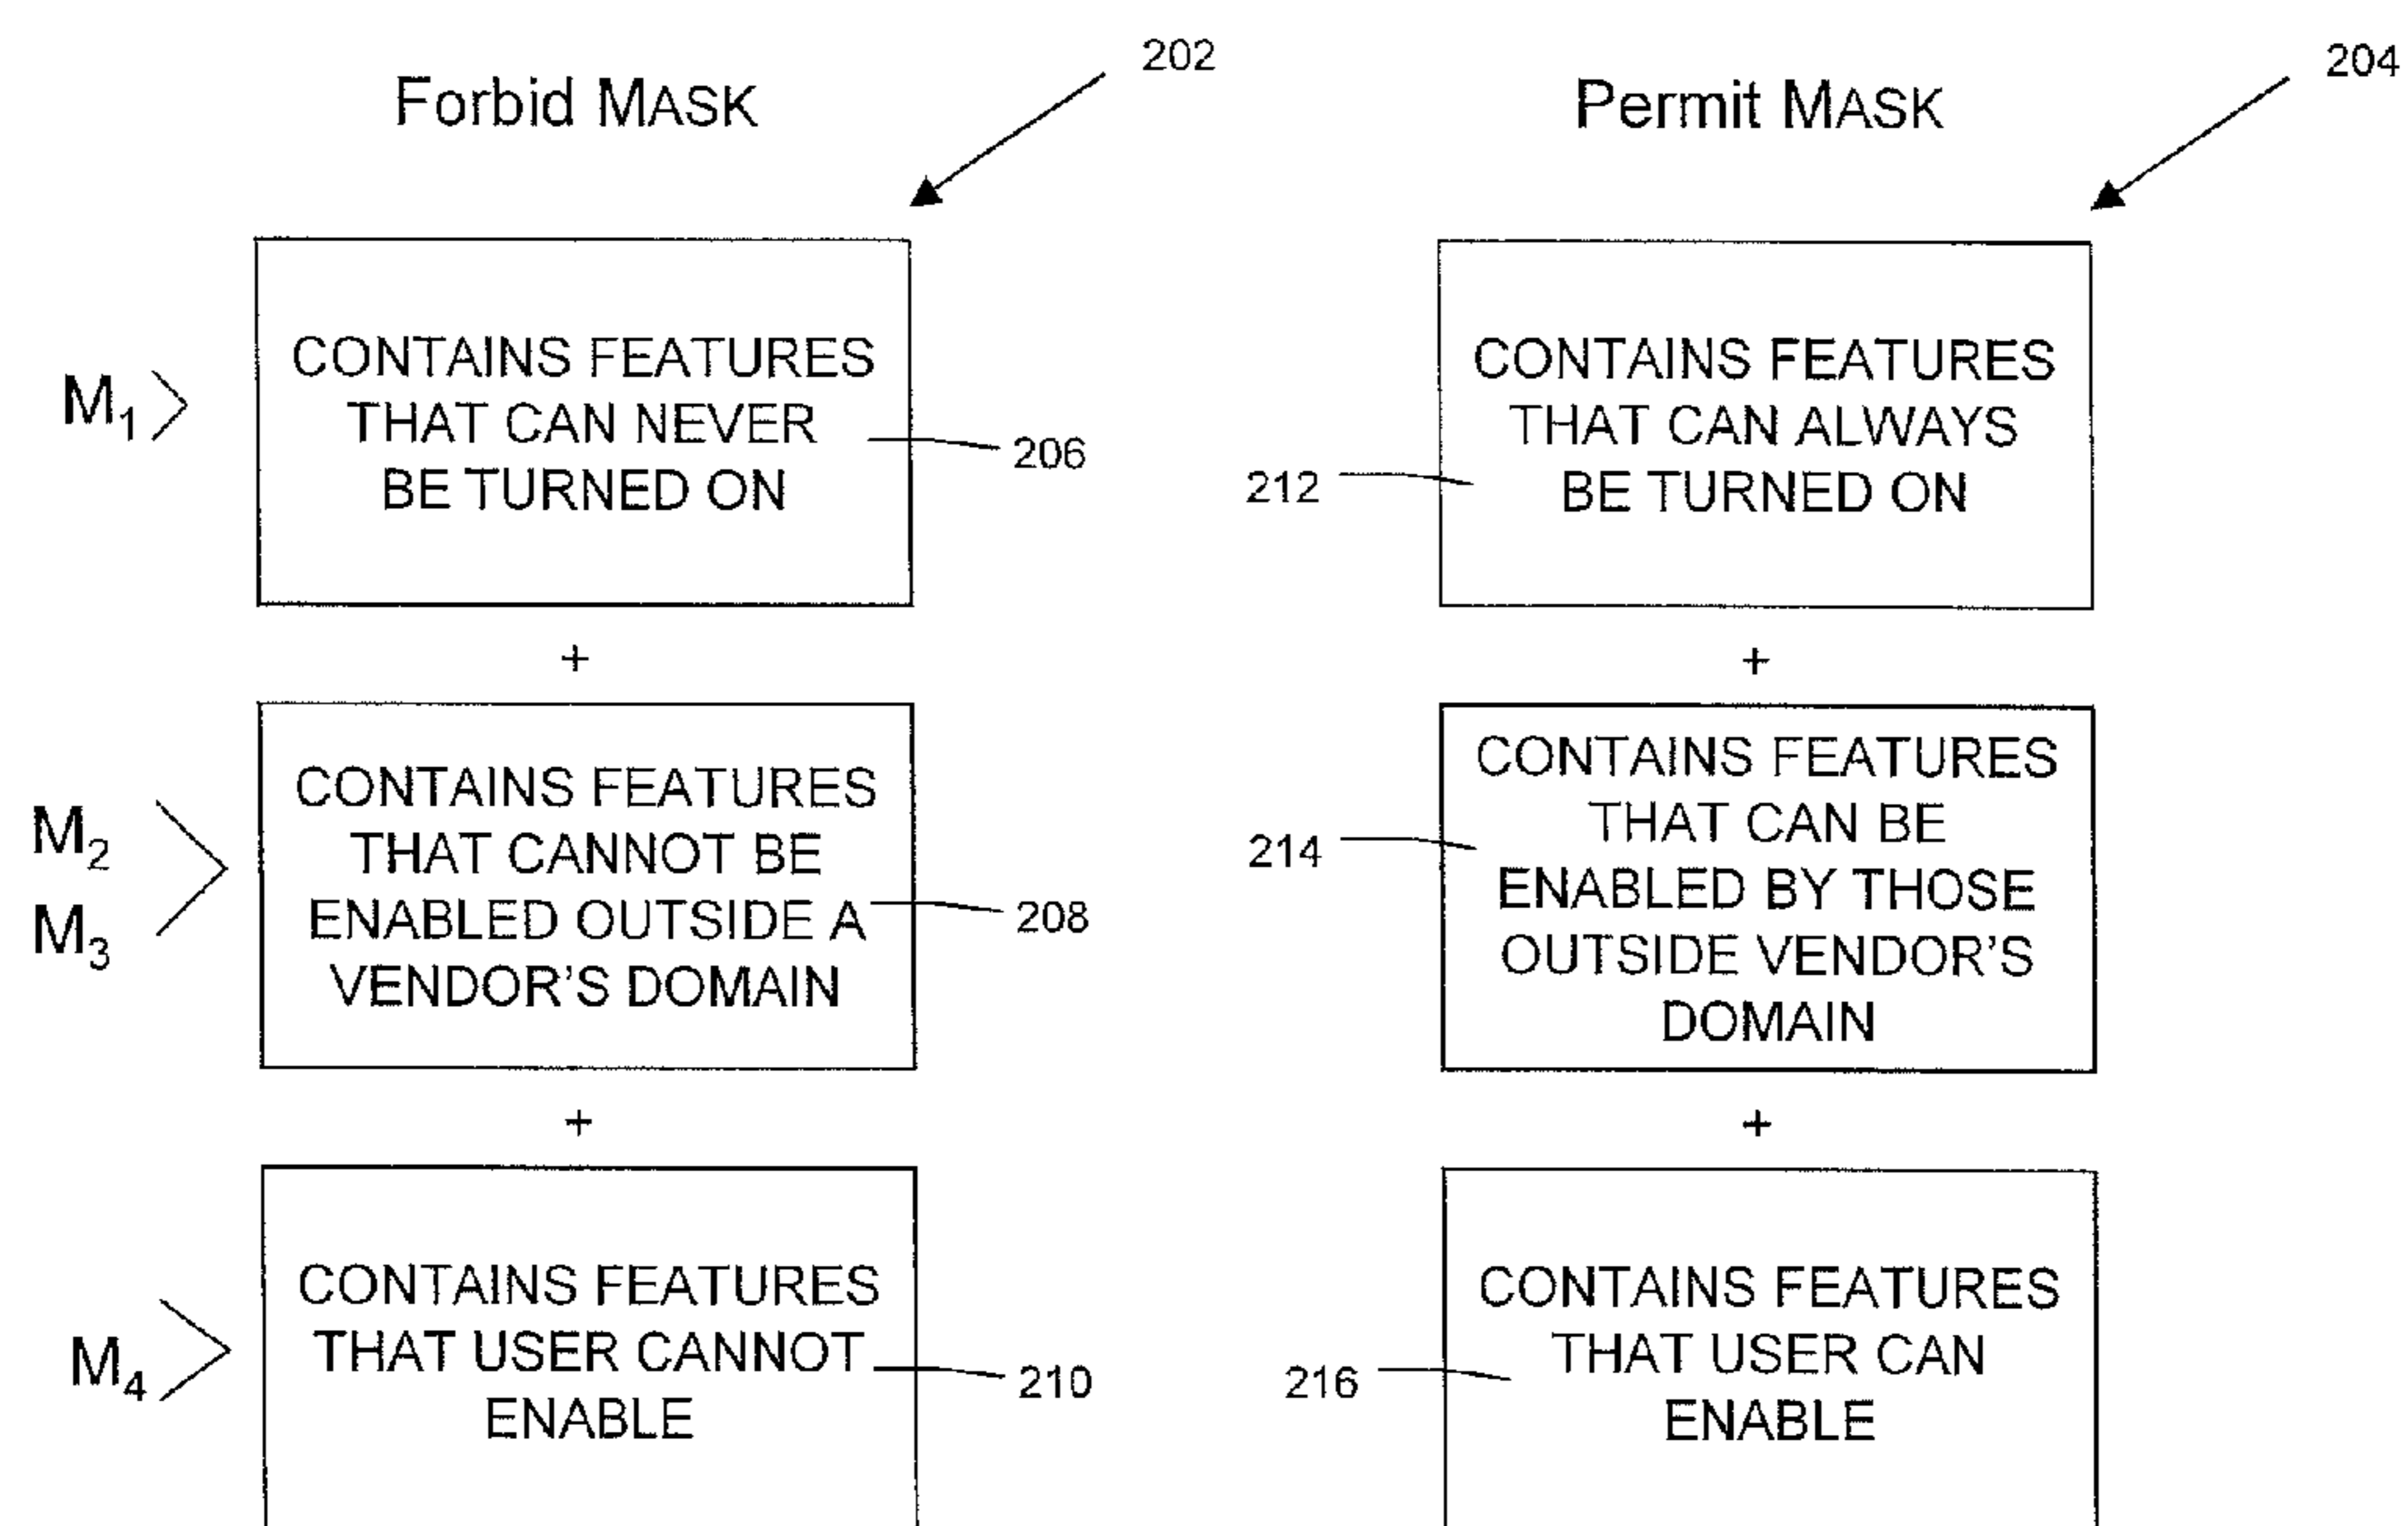 202
204
Forbid MASK
Permit MASK
M1
CONTAINS FEATURES
THAT CAN NEVER
BE TURNED ON
206
212
CONTAINS FEATURES
THAT CAN ALWAYS
BE TURNED ON
+
+
M2
M3
CONTAINS FEATURES
THAT CANNOT BE
ENABLED OUTSIDE A
VENDOR'S DOMAIN
208
214
CONTAINS FEATURES
THAT CAN BE
ENABLED BY THOSE
OUTSIDE VENDOR'S
DOMAIN
+
+
M4
CONTAINS FEATURES
THAT USER CANNOT
ENABLE
210
216
CONTAINS FEATURES
THAT USER CAN
ENABLE